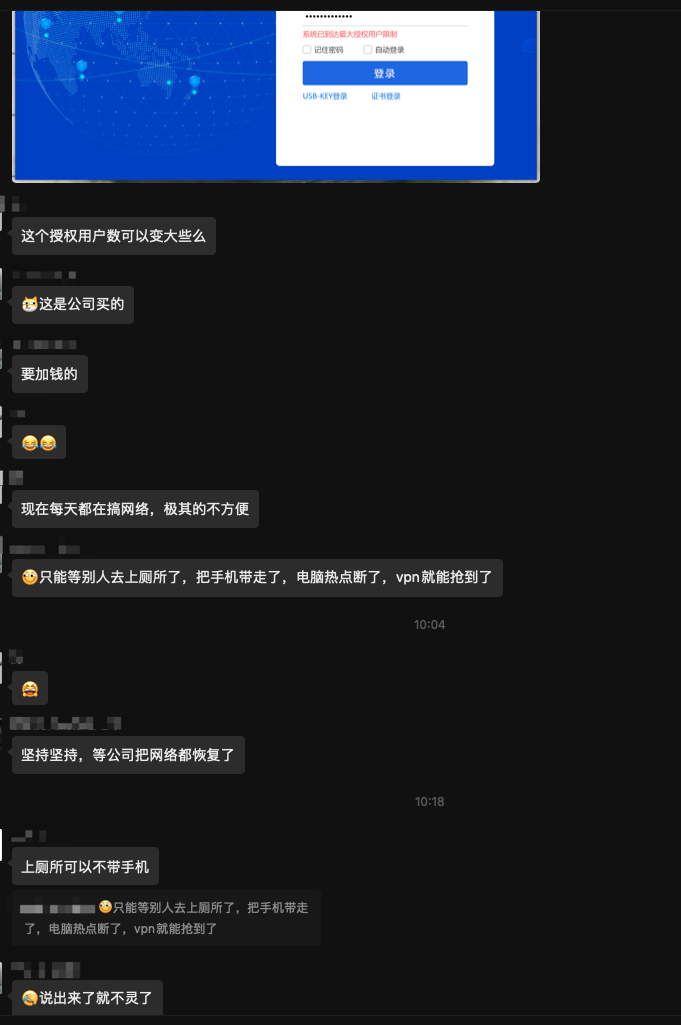 系统已到达最大授权用户限制
记住密码 自动登录
登录
USB-KEY登录 证书登录
这个授权用户数可以变大些么
😹这是公司买的
要加钱的
😂😂
现在每天都在搞网络，极其的不方便
🧐只能等别人去上厕所了，把手机带走了，电脑热点断了，vpn就能抢到了
10:04
坚持坚持，等公司把网络都恢复了
10:18
上厕所可以不带手机
🧐只能等别人去上厕所了，把手机带走
了，电脑热点断了，vpn就能抢到了
说出来了就不灵了